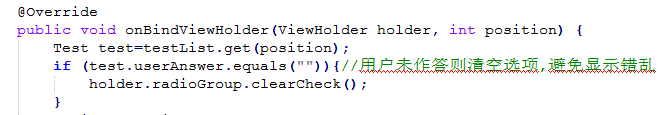 @Override
public void onBindViewHolder(ViewHolder holder, int position) {
Test test=testList.get(position);
if (test.userAnswer.equals("")){//用户未作答则清空选项,避免显示错乱
holder.radioGroup.clearCheck();
}